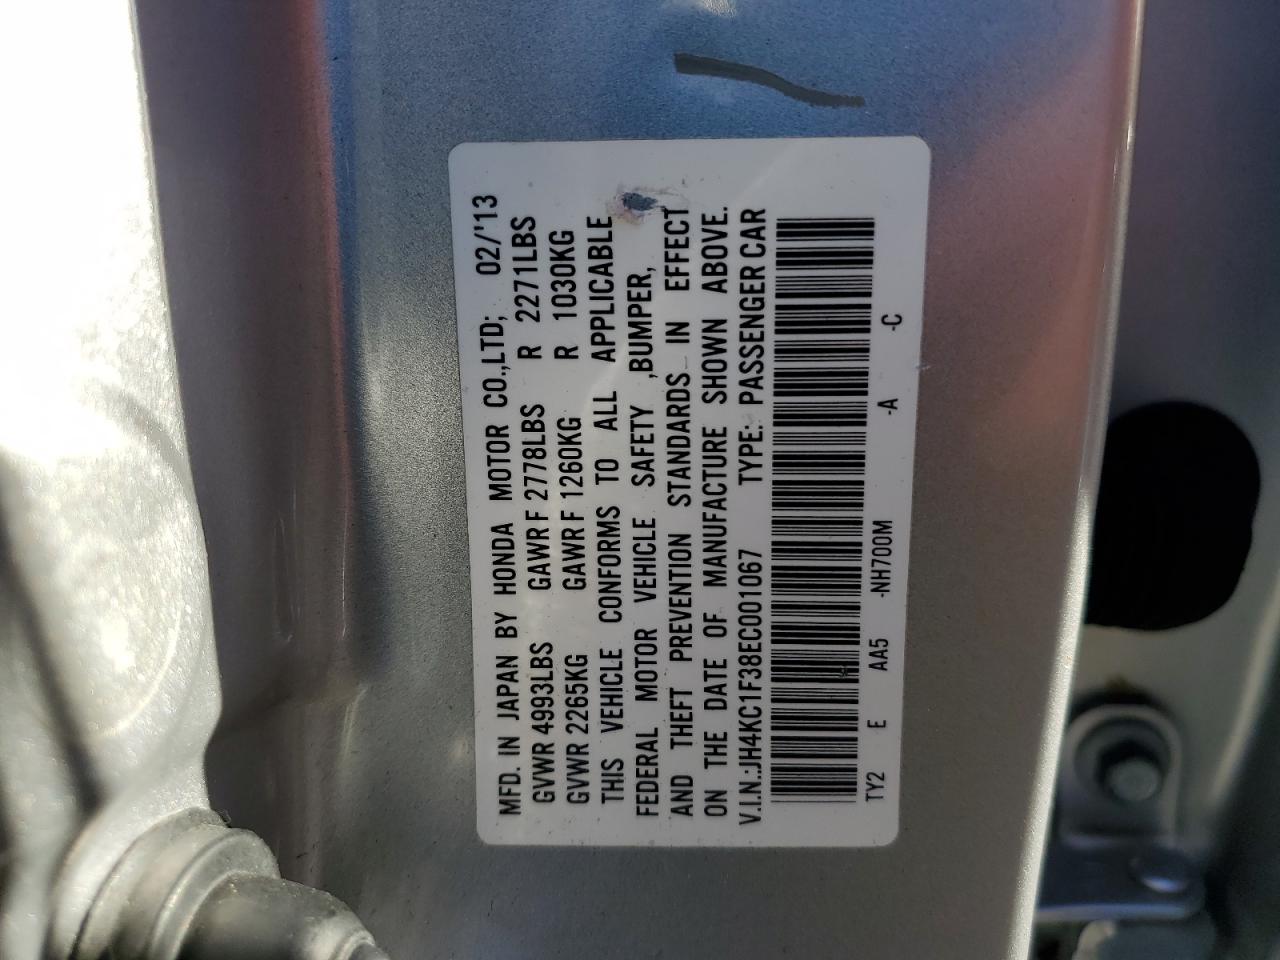 MFD. IN JAPAN BY HONDA MOTOR CO.,LTD; 02/'13
GVWR 4993LBS GAWR F 2778LBS R 2271LBS
GVWR 2265KG GAWR F 1260KG R 1030KG
THIS VEHICLE CONFORMS TO ALL APPLICABLE
FEDERAL MOTOR VEHICLE SAFETY ,BUMPER,
AND THEFT PREVENTION STANDARDS IN EFFECT
ON THE DATE OF MANUFACTURE SHOWN ABOVE.
V.I.N.:JH4KC1F38EC001067 TYPE: PASSENGER CAR
TY2 E AA5 -NH700M -A -C